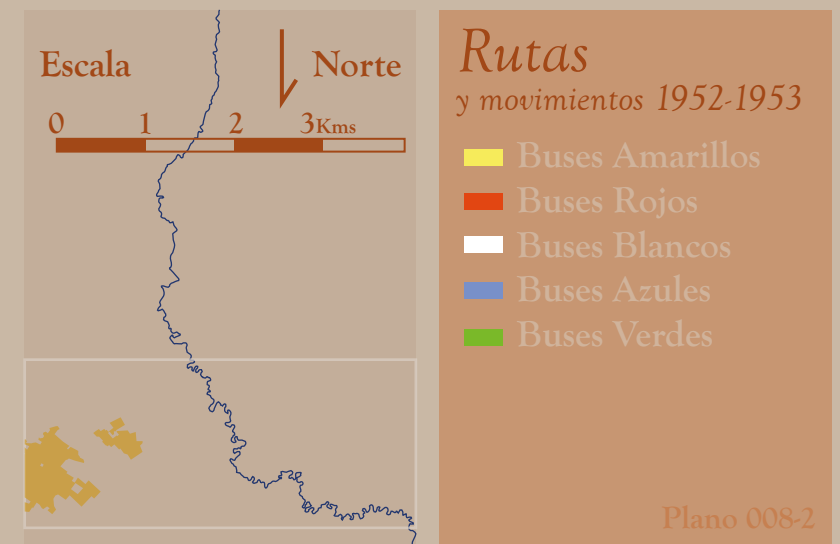 Escala
Norte
0 1 2 3Kms
Rutas
y movimientos 1952-1953
Buses Amarillos
Buses Rojos
Buses Blancos
Buses Azules
Buses Verdes
Plano 008-2